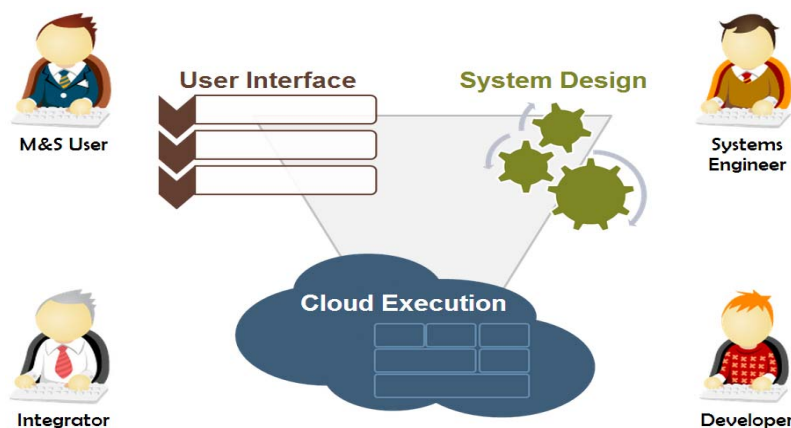 User Interface
System Design
M&S User
Systems
Engineer
Cloud Execution
Integrator
Developer